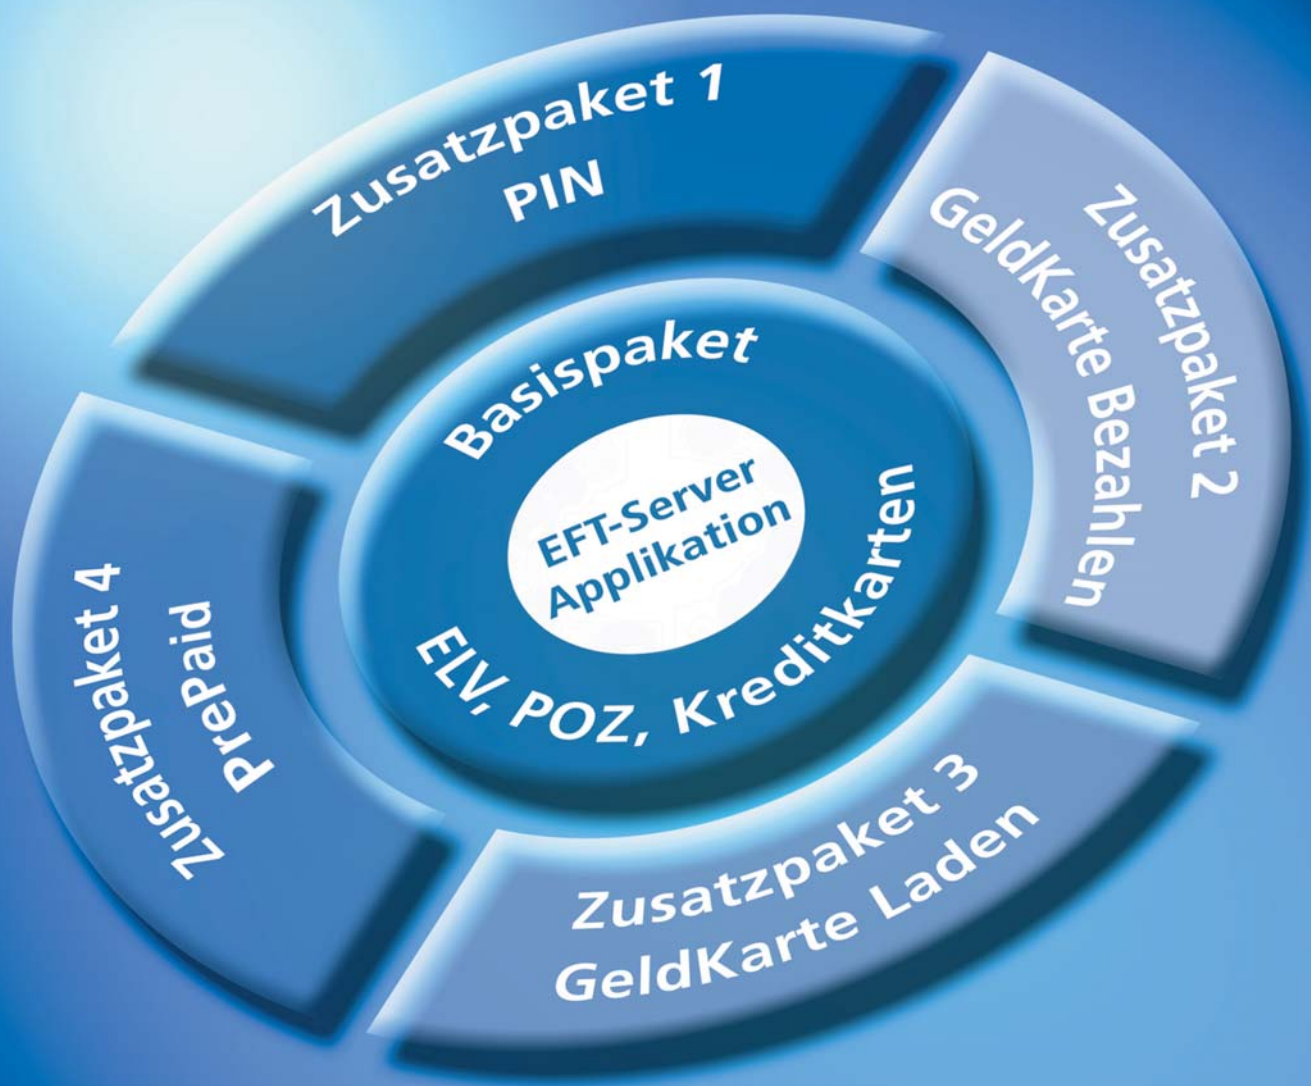 Zusatzpaket 1
PIN
Zusatzpaket 2
GeldKarte Bezahlen
Basispaket
EFT-Server
Applikation
ELV, POZ, Kreditkarten
Zusatzpaket 4
PrePaid
Zusatzpaket 3
GeldKarte Laden